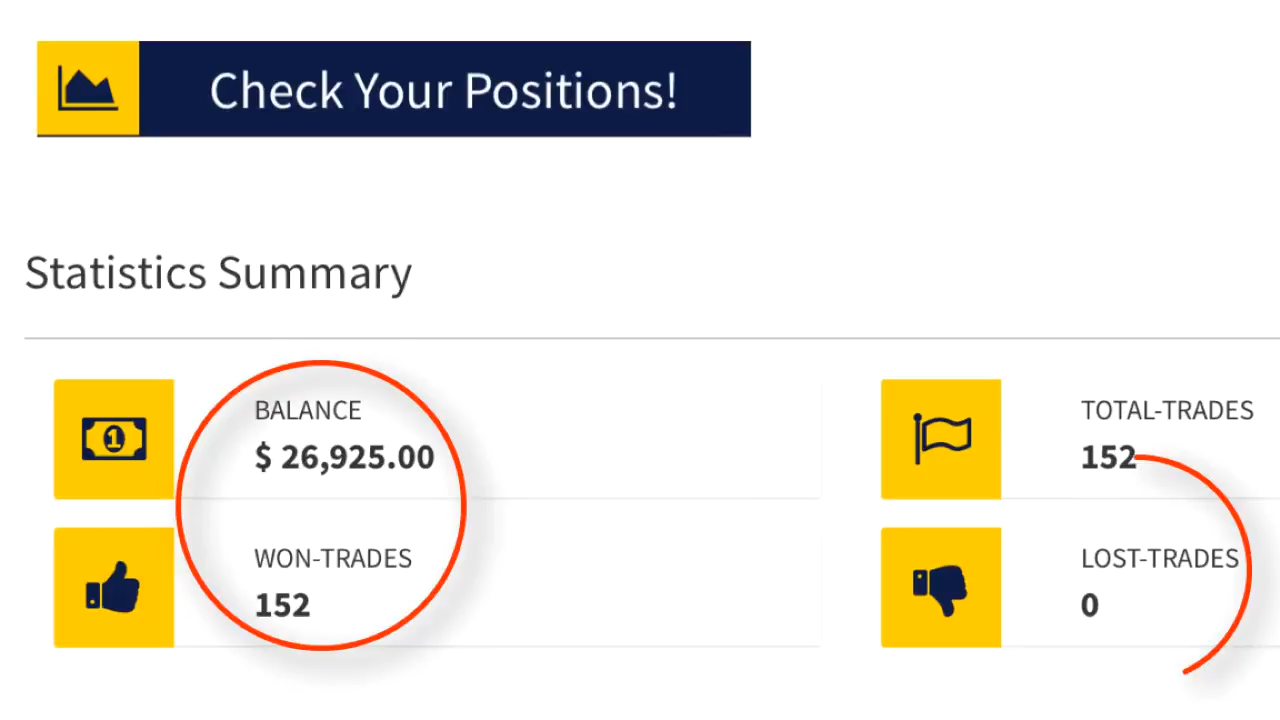 Check Your Positions!
Statistics Summary
BALANCE
$ 26,925.00
TOTAL-TRADES
152
WON-TRADES
152
LOST-TRADES
0